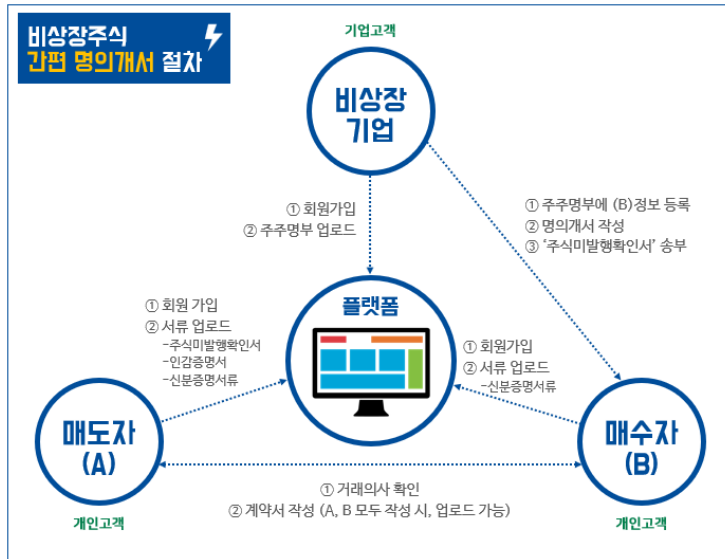 비상장주식
간편 명의개서 절차
기업고객
비상장
기업
① 회원가입
② 주주명부 업로드
① 주주명부에 (B)정보 등록
② 명의개서 작성
③ '주식미발행확인서' 송부
플랫폼
① 회원 가입
② 서류 업로드
-주식미발행확인서
-인감증명서
-신분증명서류
① 회원가입
② 서류 업로드
-신분증명서류
매도자
(A)
매수자
(B)
① 거래의사 확인
② 계약서 작성 (A, B 모두 작성 시, 업로드 가능)
개인고객
개인고객